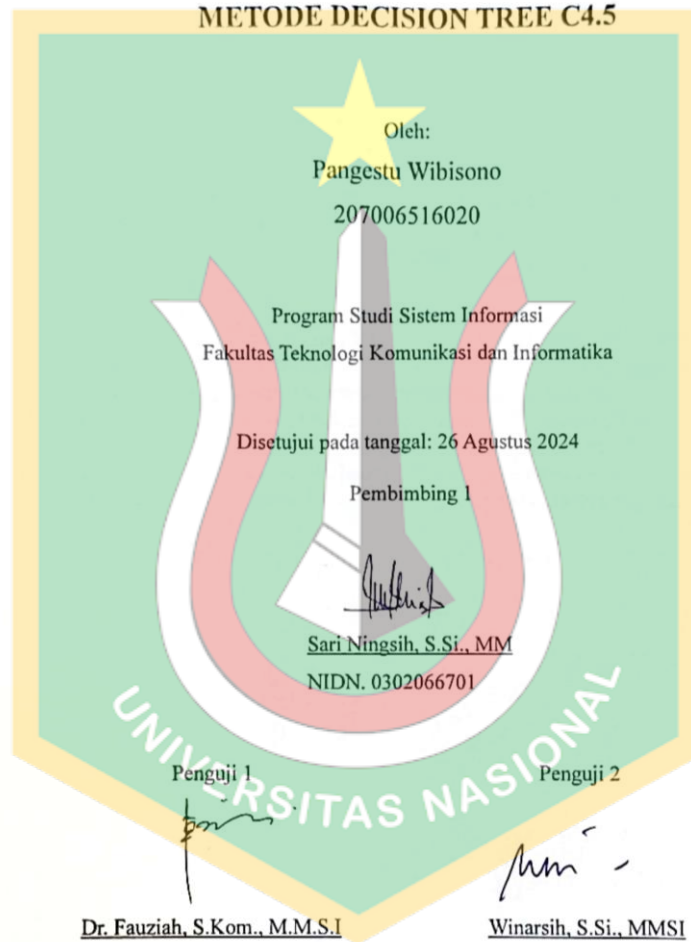 METODE DECISION TREE C4.5
Oleh:
Pangestu Wibisono
207006516020
Program Studi Sistem Informasi
Fakultas Teknologi Komunikasi dan Informatika
Disetujui pada tanggal: 26 Agustus 2024
Pembimbing 1
Sari Ningsih, S.Si., MM
NIDN. 0302066701
UNIVERSITAS NASIONAL
Penguji 1
Penguji 2
Dr. Fauziah, S.Kom., M.M.S.I
Winarsih, S.Si., MMSI